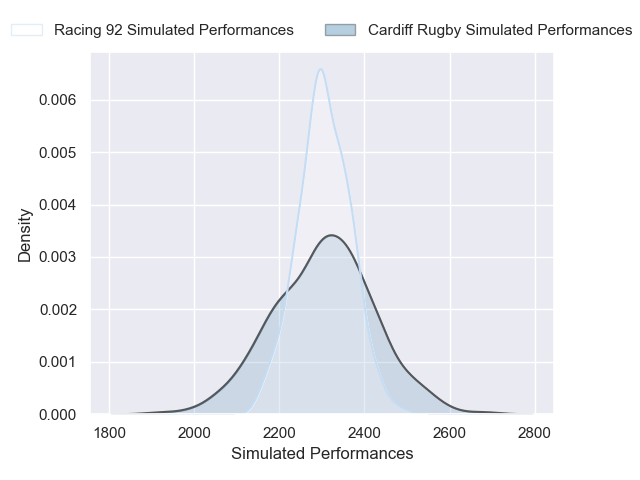 Racing 92 Simulated Performances
Cardiff Rugby Simulated Performances
0.006
0.005
0.004
0.003
0.002
0.001
0.000
Density
1800 2000 2200 2400 2600 2800
Simulated Performances